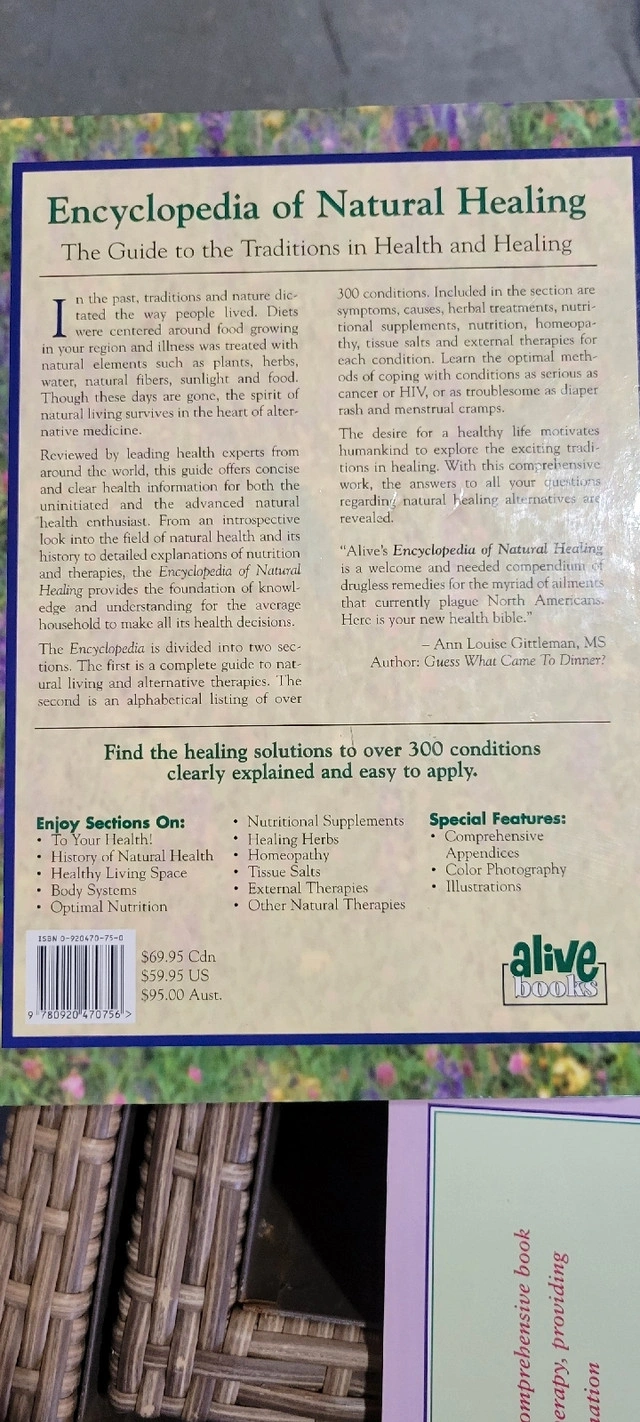 Encyclopedia of Natural Healing
The Guide to the Traditions in Health and Healing
In the past, traditions and nature dic-
tated the way people lived. Diets
were centered around food growing
in your region and illness was treated with
natural elements such as plants, herbs,
water, natural fibers, sunlight and food.
Though these days are gone, the spirit of
natural living survives in the heart of alter-
native medicine.
Reviewed by leading health experts from
around the world, this guide offers concise
and clear health information for both the
uninitiated and the advanced natural
health enthusiast. From an introspective
look into the field of natural health and its
history to detailed explanations of nutrition
and therapies, the Encyclopedia of Natural
Healing provides the foundation of knowl-
edge and understanding for the average
household to make all its health decisions.
The Encyclopedia is divided into two sec-
tions. The first is a complete guide to nat-
ural living and alternative therapies. The
second is an alphabetical listing of over
300 conditions. Included in the section are
symptoms, causes, herbal treatments, nutri-
tional supplements, nutrition, homeopa-
thy, tissue salts and external therapies for
each condition. Learn the optimal meth-
ods of coping with conditions as serious as
cancer or HIV, or as troublesome as diaper
rash and menstrual cramps.
The desire for a healthy life motivates
humankind to explore the exciting tradi-
tions in healing. With this comprehensive
work, the answers to all your questions
regarding natural healing alternatives are
revealed.
"Alive's Encyclopedia of Natural Healing
is a welcome and needed compendium of
drugless remedies for the myriad of ailments
that currently plague North Americans.
Here is your new health bible."
– Ann Louise Gittleman, MS
Author: Guess What Came To Dinner?
Find the healing solutions to over 300 conditions
clearly explained and easy to apply.
Enjoy Sections On:
• To Your Health!
• History of Natural Health
• Healthy Living Space
• Body Systems
• Optimal Nutrition
• Nutritional Supplements
• Healing Herbs
• Homeopathy
• Tissue Salts
• External Therapies
• Other Natural Therapies
Special Features:
• Comprehensive
Appendices
• Color Photography
• Illustrations
ISBN 0-920470-75-0
9 780920 470756 >
$69.95 Cdn
$59.95 US
$95.00 Aust.
alive
books
book
providing